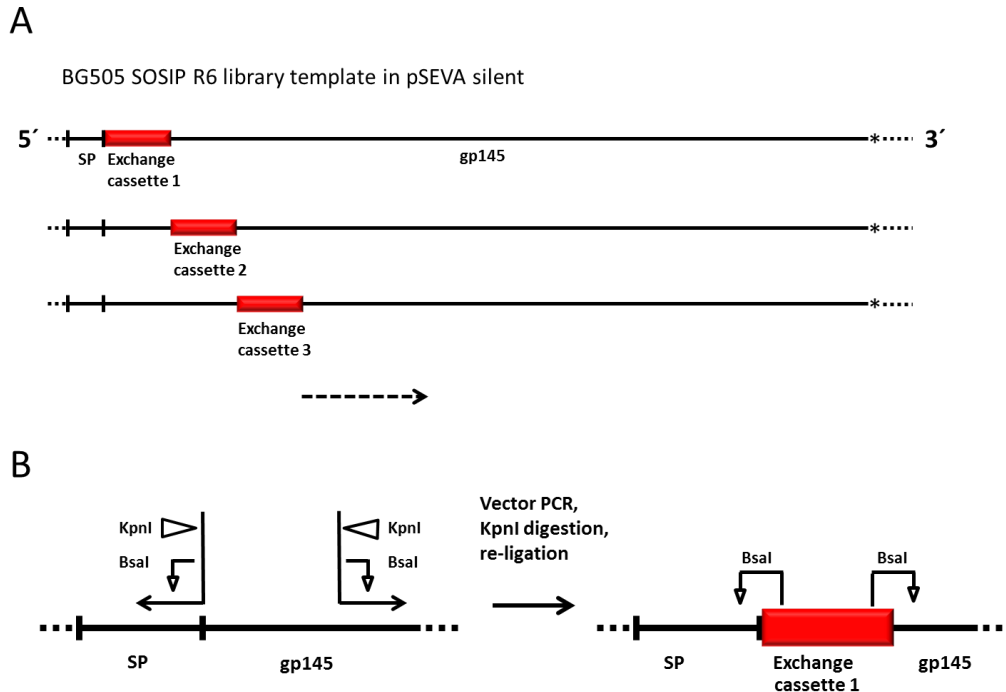 A
BG505 SOSIP R6 library template in pSEVA silent
5´
*
3´
SP
Exchange
cassette 1
gp145
*
Exchange
cassette 2
*
Exchange
cassette 3
B
KpnI
KpnI
BsaI
BsaI
SP
gp145
Vector PCR,
KpnI digestion,
re-ligation
BsaI
BsaI
SP
Exchange
cassette 1
gp145